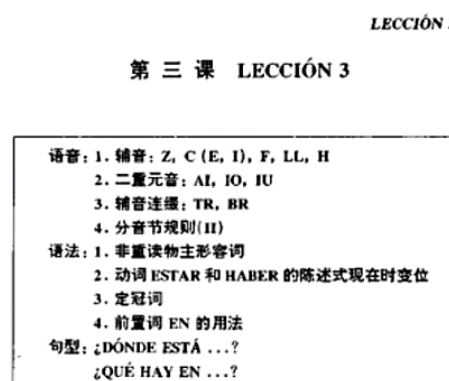 LECCIÓN
第三课 LECCIÓN 3
语音：1. 辅音：Z, C (E, I), F, LL, H
2. 二重元音：AI, IO, IU
3. 辅音连缀：TR, BR
4. 分音节规则(II)
语法：1. 非重读物主形容词
2. 动词 ESTAR 和 HABER 的陈述式现在时变位
3. 定冠词
4. 前置词 EN 的用法
句型：¿DÓNDE ESTÁ ...?
¿QUÉ HAY EN ...?